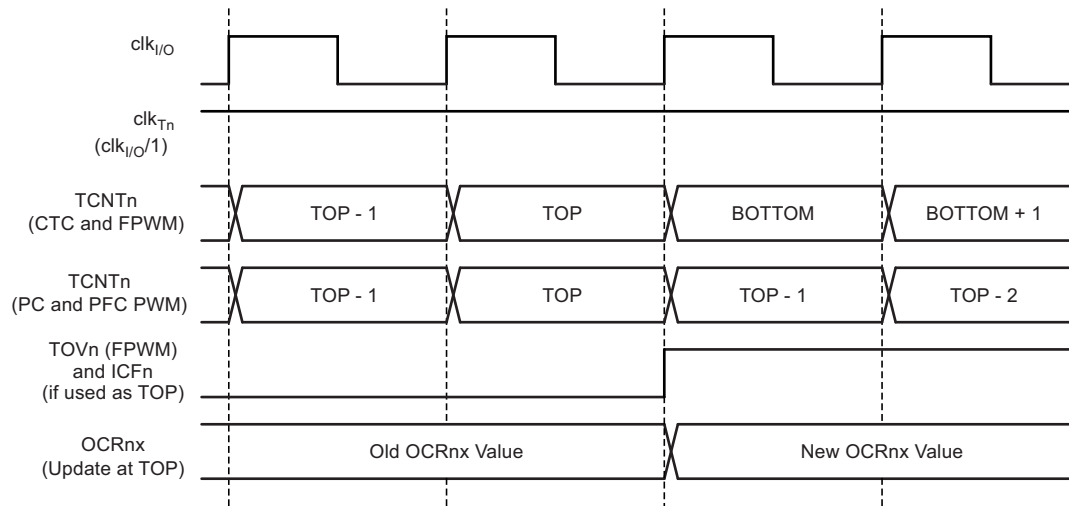 clkI/O
clkTn
(clkI/O/1)
TCNTn
(CTC and FPWM)
TOP - 1
TOP
BOTTOM
BOTTOM + 1
TCNTn
(PC and PFC PWM)
TOP - 1
TOP
TOP - 1
TOP - 2
TOVn (FPWM)
and ICFn
(if used as TOP)
OCRnx
(Update at TOP)
Old OCRnx Value
New OCRnx Value